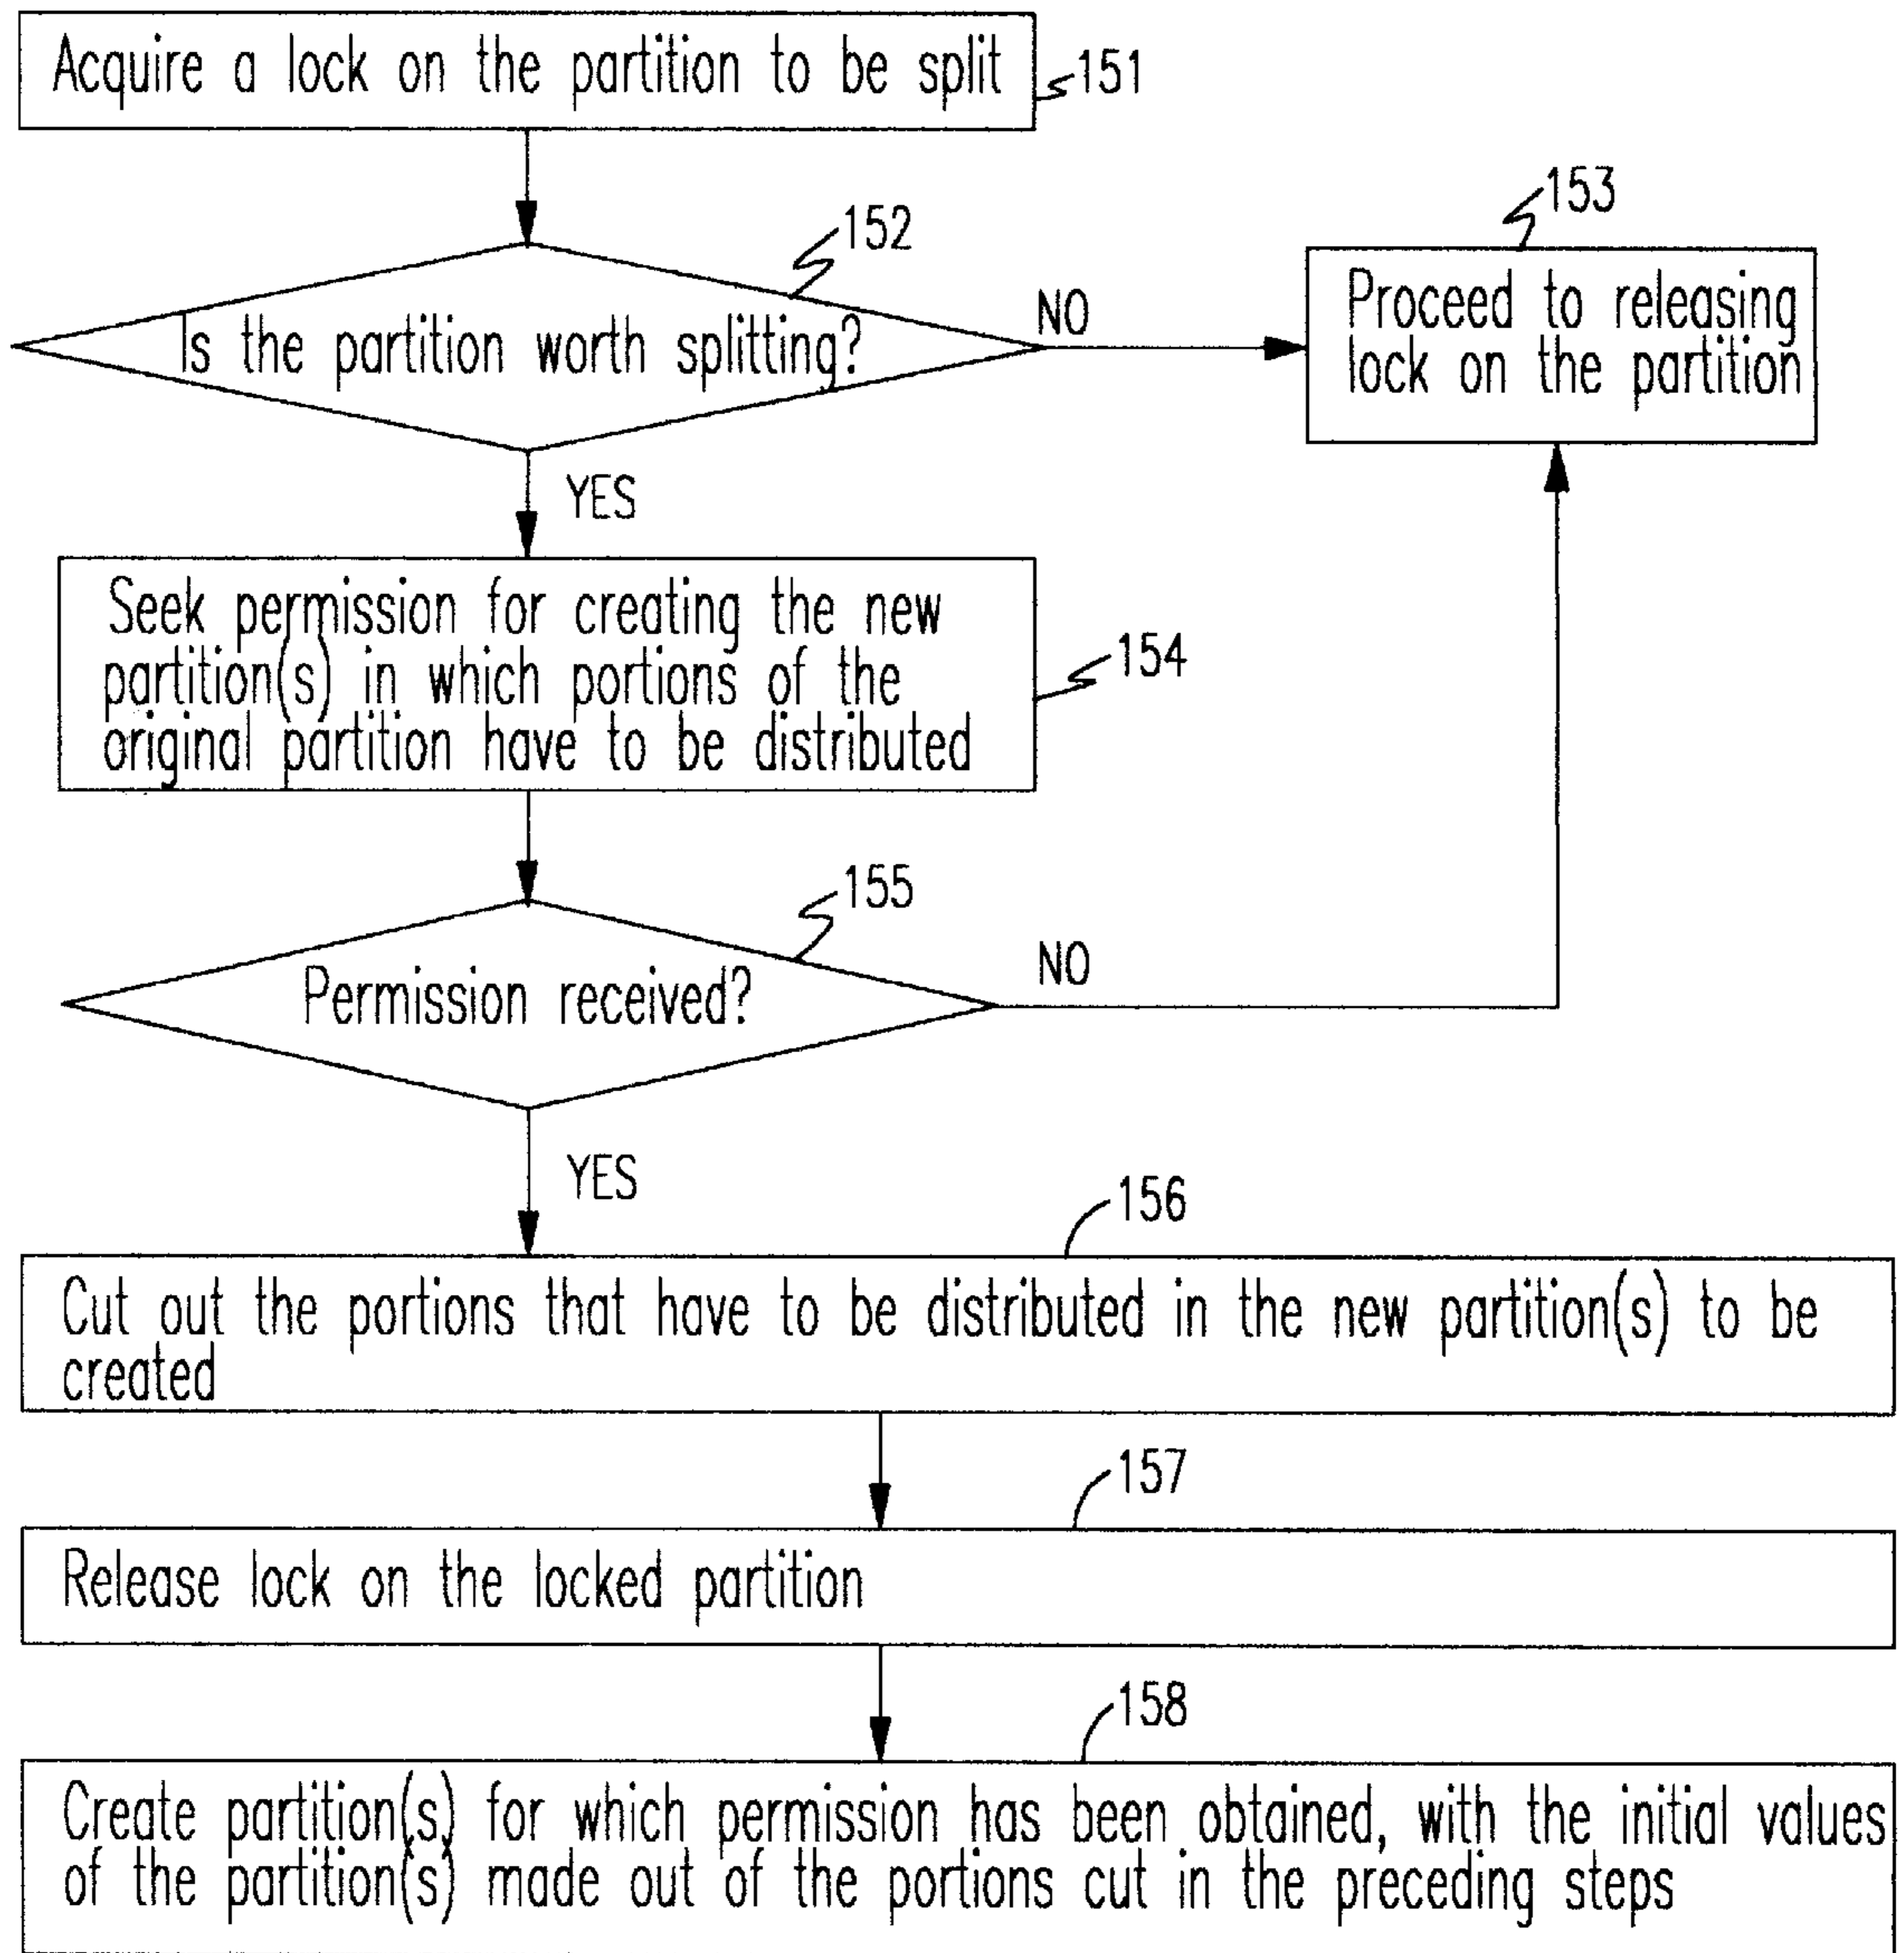 Acquire a lock on the partition to be split
151
152
153
Is the partition worth splitting?
NO
Proceed to releasing
lock on the partition
YES
Seek permission for creating the new
partition(s) in which portions of the
original partition have to be distributed
154
155
Permission received?
NO
YES
156
Cut out the portions that have to be distributed in the new partition(s) to be
created
157
Release lock on the locked partition
158
Create partition(s) for which permission has been obtained, with the initial values
of the partition(s) made out of the portions cut in the preceding steps